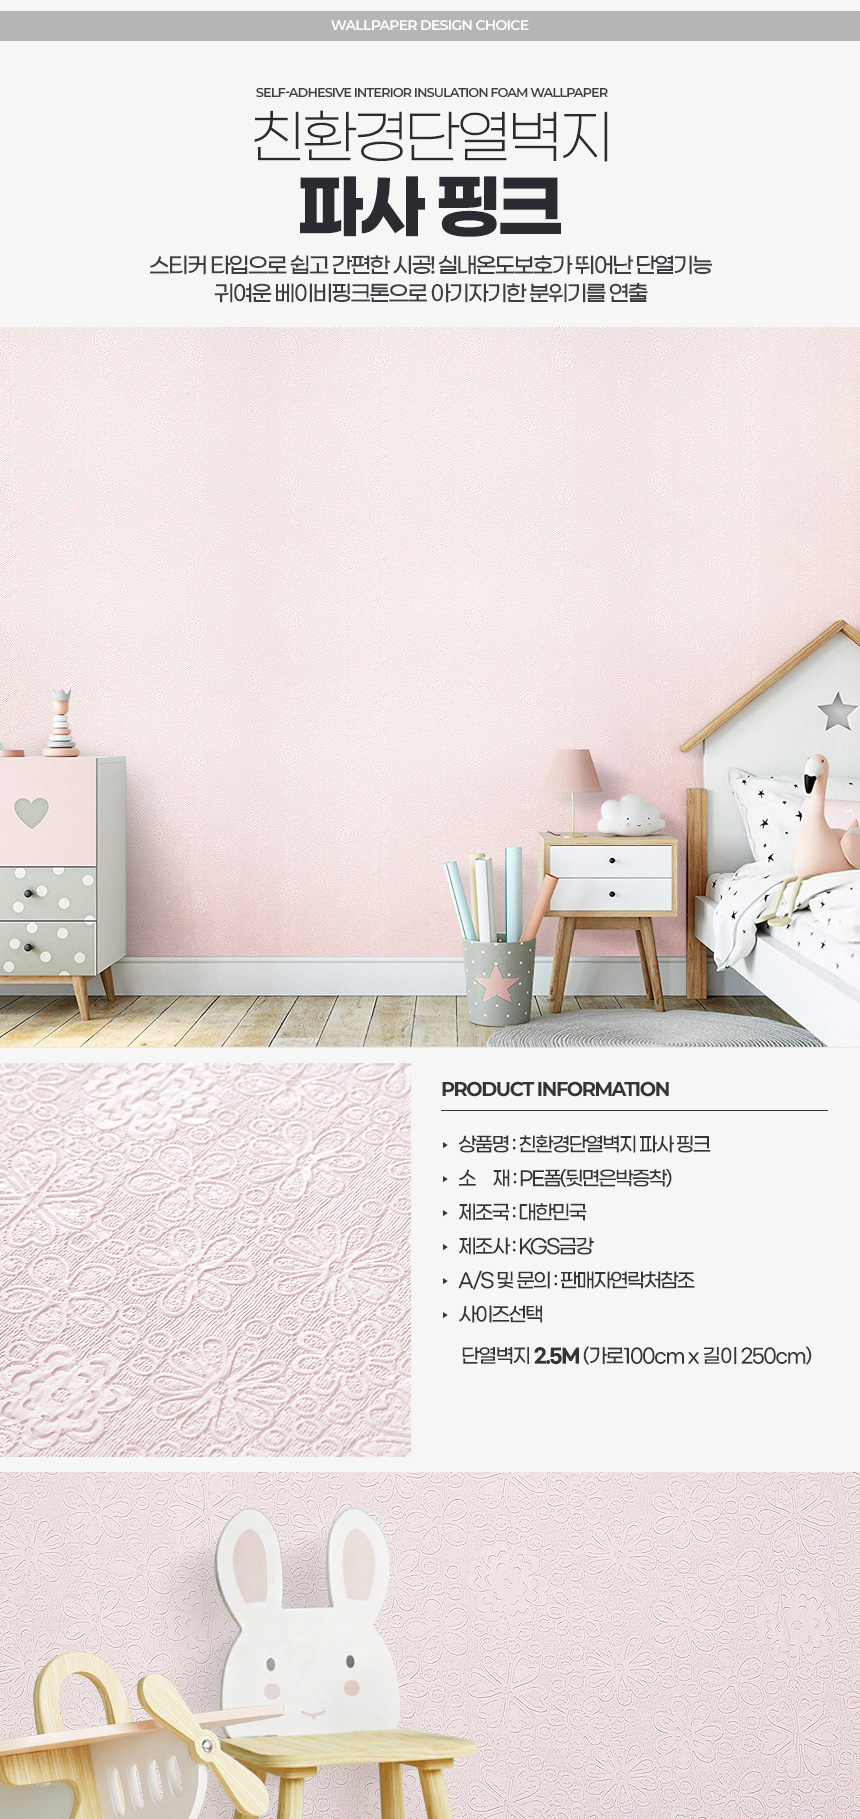 WALLPAPER DESIGN CHOICE
SELF-ADHESIVE INTERIOR INSULATION FOAM WALLPAPER
친환경단열벽지
파사 핑크
스티커 타입으로 쉽고 간편한 시공! 실내온도보호가 뛰어난 단열기능
귀여운 베이비핑크톤으로 아기자기한 분위기를 연출
PRODUCT INFORMATION
상품명 : 친환경단열벽지 파사 핑크
소 재 : PE폼(뒷면은박증착)
제조국 : 대한민국
제조사 : KGS금강
A/S 및 문의 : 판매자연락처참조
사이즈선택
단열벽지 2.5M (가로100cm x 길이 250cm)